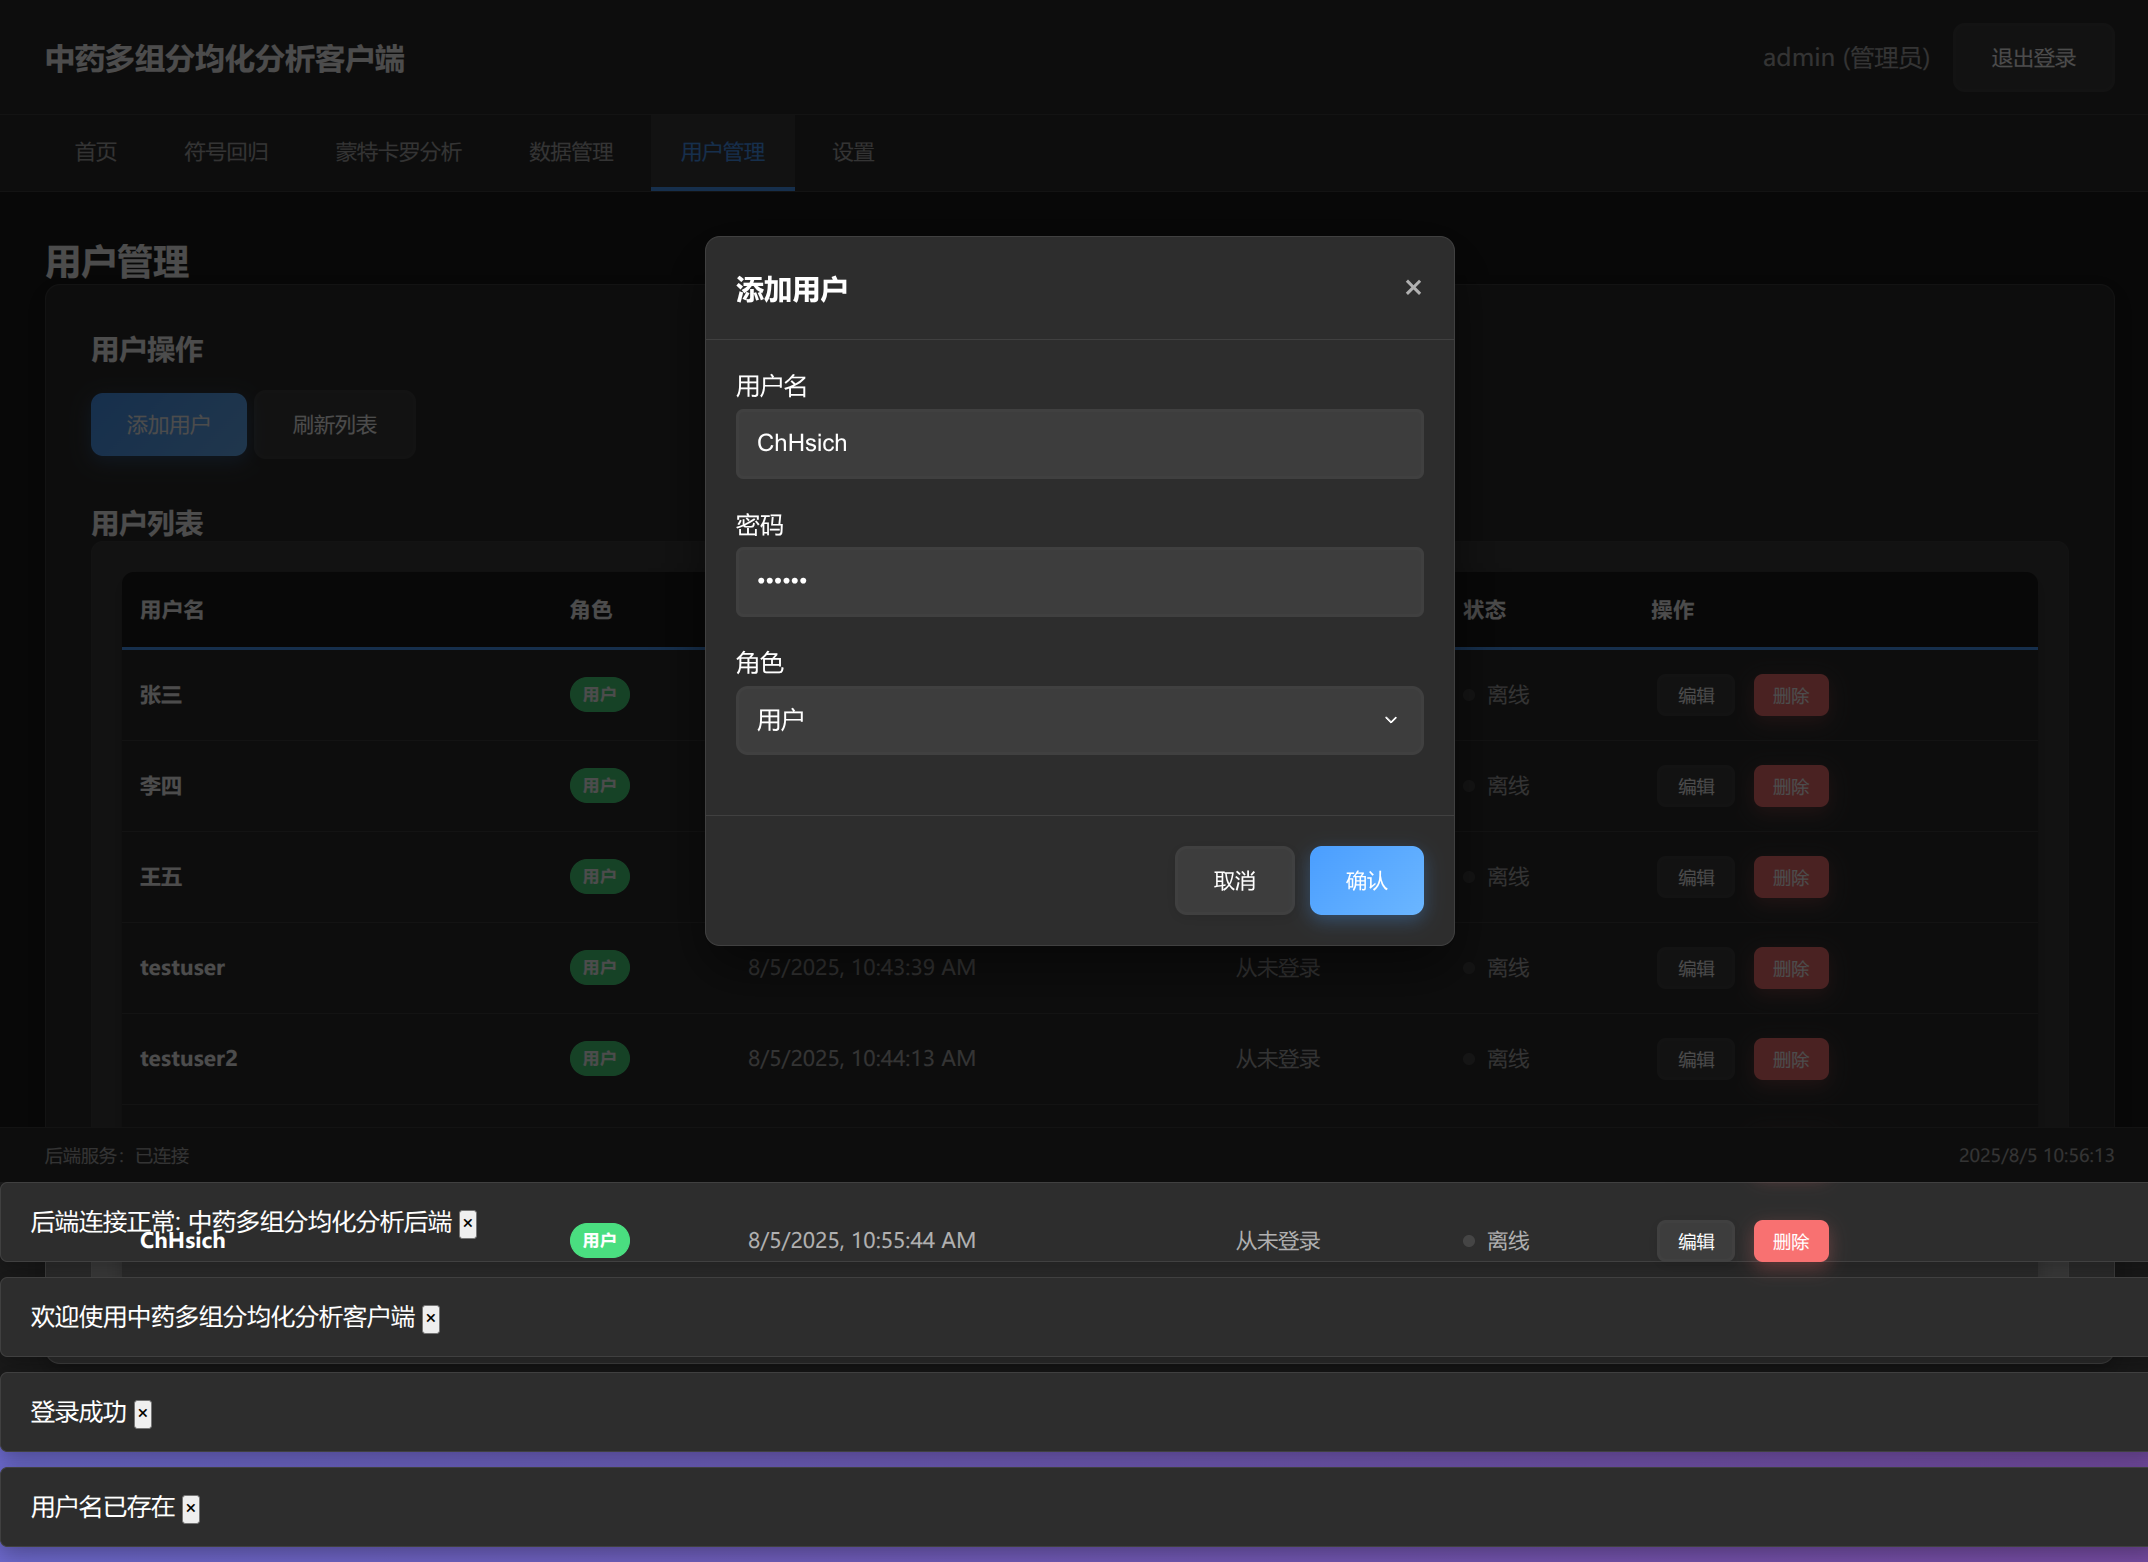 中药多组分均化分析客户端
admin (管理员)
退出登录
首页 符号回归 蒙特卡罗分析 数据管理 用户管理 设置
用户管理
用户操作
添加用户 刷新列表
用户列表
用户名 角色 状态 操作
张三 用户 离线 编辑 删除
李四 用户 离线 编辑 删除
王五 用户 离线 编辑 删除
testuser 用户 8/5/2025, 10:43:39 AM 从未登录 离线 编辑 删除
testuser2 用户 8/5/2025, 10:44:13 AM 从未登录 离线 编辑 删除
添加用户 ×
用户名
ChHsich
密码
••••••
角色
用户
取消 确认
后端服务：已连接 2025/8/5 10:56:13
后端连接正常: 中药多组分均化分析后端 ×
ChHsich 用户 8/5/2025, 10:55:44 AM 从未登录 离线 编辑 删除
欢迎使用中药多组分均化分析客户端 ×
登录成功 ×
用户名已存在 ×